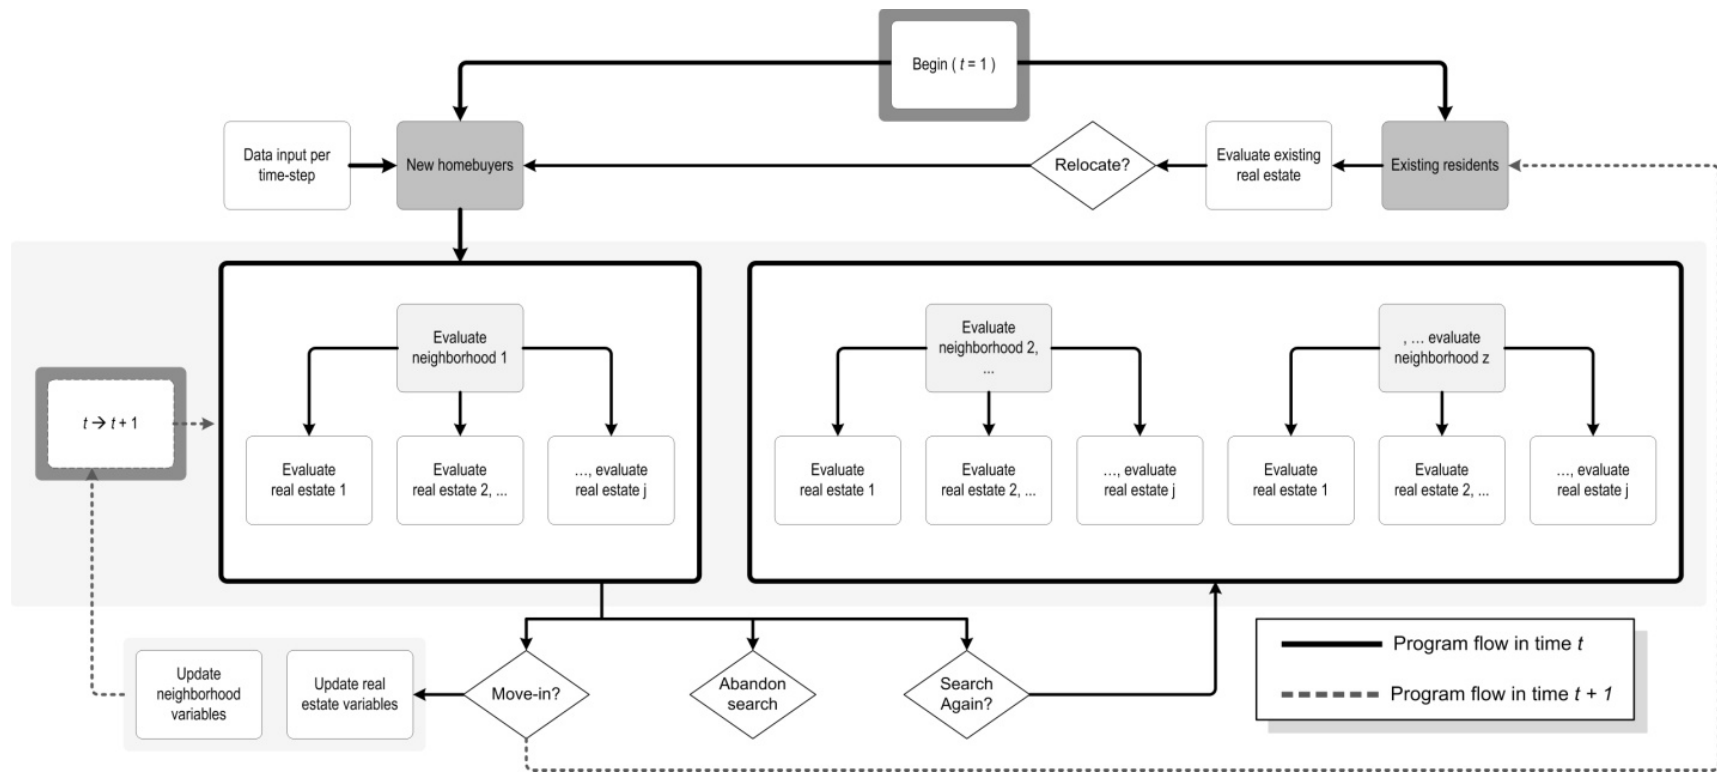 Begin ( t = 1 )
Data input per
time-step
New homebuyers
Relocate?
Evaluate existing
real estate
Existing residents
Evaluate
neighborhood 1
Evaluate
neighborhood 2,
...
, ... evaluate
neighborhood z
t → t + 1
Evaluate
real estate 1
Evaluate
real estate 2, ...
…, evaluate
real estate j
Evaluate
real estate 1
Evaluate
real estate 2, ...
…, evaluate
real estate j
Evaluate
real estate 1
Evaluate
real estate 2, ...
…, evaluate
real estate j
Update
neighborhood
variables
Update real
estate variables
Move-in?
Abandon
search
Search
Again?
Program flow in time t
Program flow in time t + 1